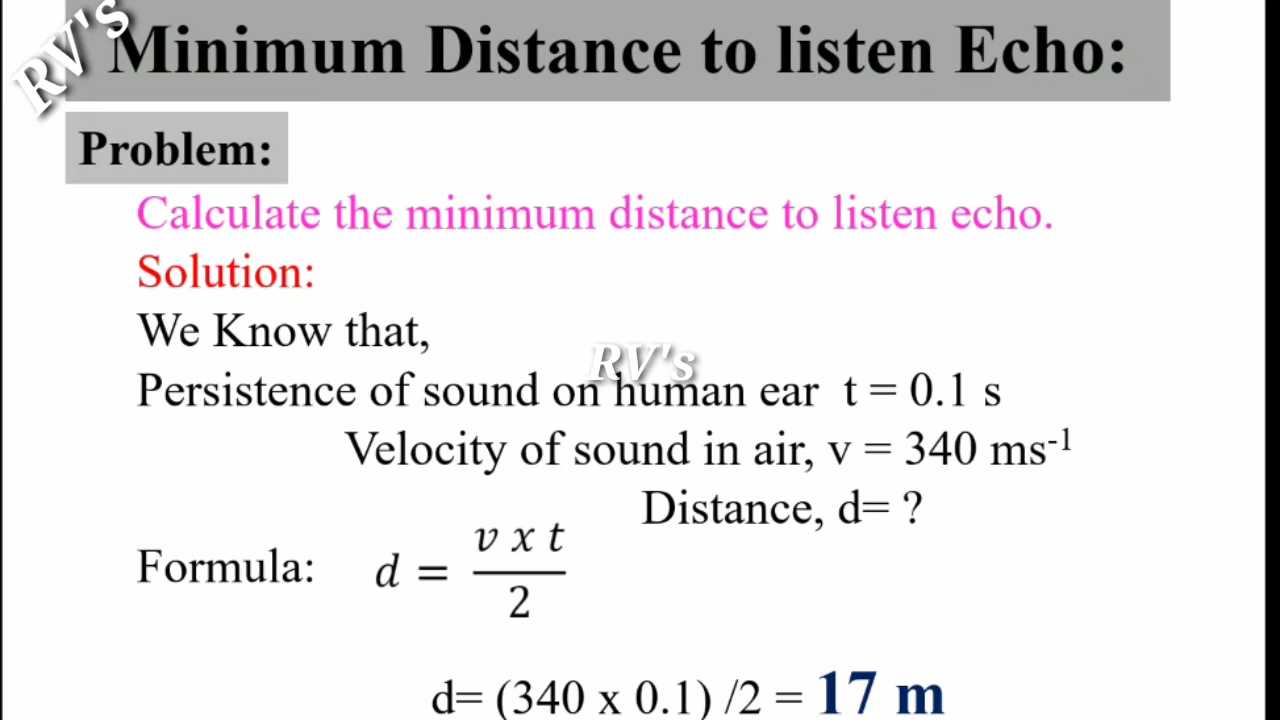 RV's
Minimum Distance to listen Echo:
Problem:
Calculate the minimum distance to listen echo.
Solution:
We Know that,
RV's
Persistence of sound on human ear t = 0.1 s
Velocity of sound in air, v = 340 ms⁻¹
Distance, d= ?
Formula: d = v x t / 2
d= (340 x 0.1) /2 = 17 m